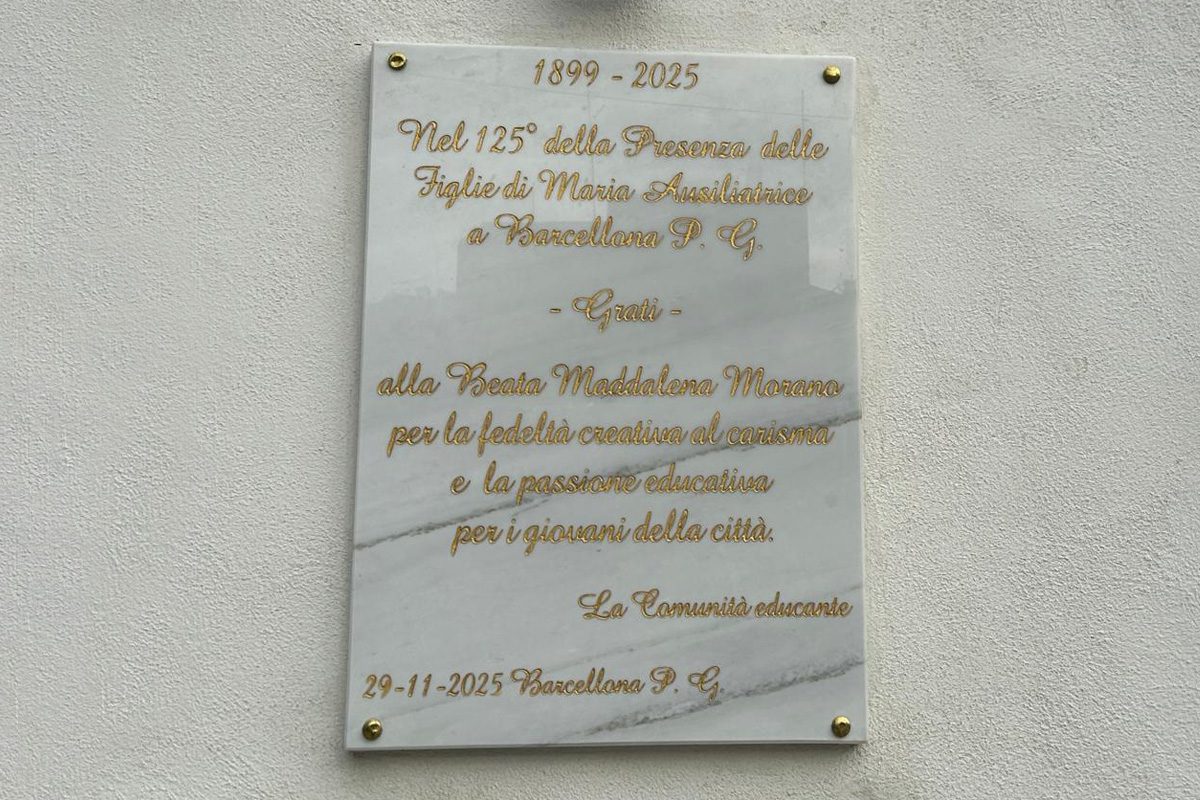 1899 - 2025
Nel 125° della Presenza delle
Figlie di Maria Ausiliatrice
a Barcellona P. G.
- Grati -
alla Beata Maddalena Morano
per la fedeltà creativa al carisma
e la passione educativa
per i giovani della città.
La Comunità educante
29-11-2025 Barcellona P. G.